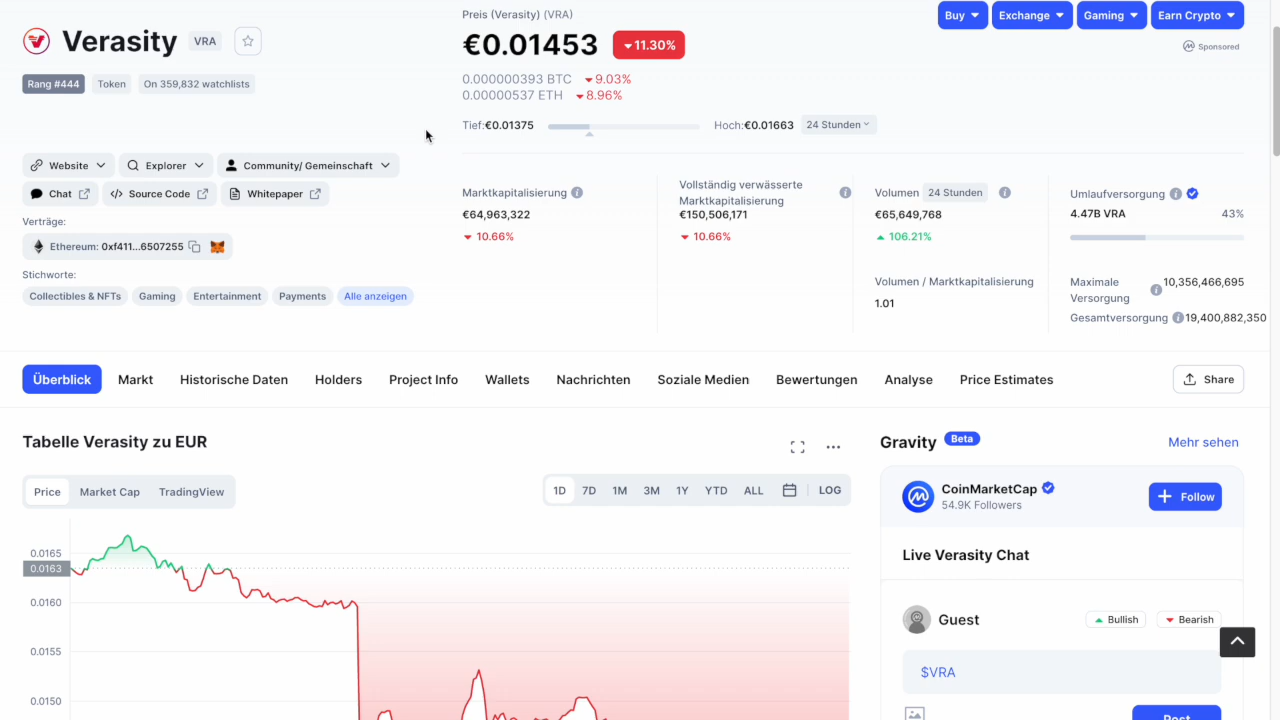 Verasity VRA
Rang #444 Token On 359,832 watchlists
Website Explorer Community/ Gemeinschaft
Chat Source Code Whitepaper
Verträge:
Ethereum: 0xf411...6507255
Stichworte:
Collectibles & NFTs Gaming Entertainment Payments Alle anzeigen
Preis (Verasity) (VRA)
€0.01453 11.30%
0.000000393 BTC 9.03%
0.00000537 ETH 8.96%
Tief:€0.01375 Hoch:€0.01663 24 Stunden
Buy Exchange Gaming Earn Crypto
Sponsored
Marktkapitalisierung
€64,963,322
10.66%
Vollständig verwässerte
Marktkapitalisierung
€150,506,171
10.66%
Volumen 24 Stunden
€65,649,768
106.21%
Volumen / Marktkapitalisierung
1.01
Umlaufversorgung
4.47B VRA 43%
Maximale
Versorgung
10,356,466,695
Gesamtversorgung 19,400,882,350
Überblick Markt Historische Daten Holders Project Info Wallets Nachrichten Soziale Medien Bewertungen Analyse Price Estimates Share
Tabelle Verasity zu EUR
Price Market Cap TradingView
1D 7D 1M 3M 1Y YTD ALL LOG
0.0165
0.0163
0.0160
0.0155
0.0150
Gravity Beta Mehr sehen
CoinMarketCap
54.9K Followers
Follow
Live Verasity Chat
Guest Bullish Bearish
$VRA
Post